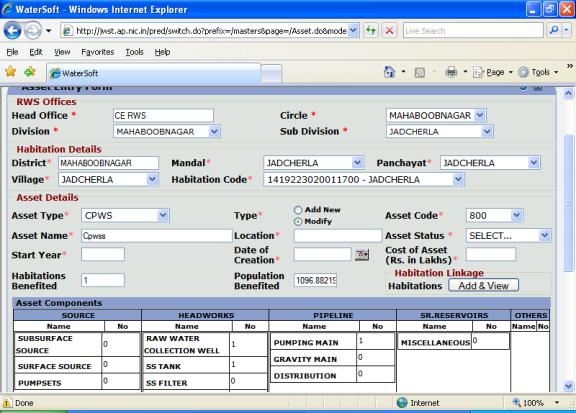 WaterSoft - Windows Internet Explorer
http://jwst.ap.nic.in/pred/switch.do?prefix=/masters&page=/Asset.do&mode
Live Search
File Edit View Favorites Tools Help
WaterSoft
Page Tools
Asset Entry Form
RWS Offices
Head Office * CE RWS Circle * MAHABOOBNAGAR
Division * MAHABOOBNAGAR Sub Division * JADCHERLA
Habitation Details
District* MAHABOOBNAGAR Mandal* JADCHERLA Panchayat* JADCHERLA
Village* JADCHERLA Habitation Code* 1419223020011700 - JADCHERLA
Asset Details
Asset Type* CPWS Type* Add New Modify Asset Code* 800
Asset Name* Cpwss Location* Asset Status * SELECT...
Start Year* Date of Creation* Cost of Asset (Rs. in Lakhs)*
Habitations Benefited 1 Population Benefited 1096.88219 Habitation Linkage
Habitations Add & View
Asset Components
SOURCE HEADWORKS PIPELINE SR.RESERVOIRS OTHERS
Name No Name No Name No Name No Name No
SUBSURFACE SOURCE 0 RAW WATER COLLECTION WELL 1 PUMPING MAIN 1 MISCELLANEOUS 0
SURFACE SOURCE 0 SS TANK 1 GRAVITY MAIN 0
PUMPSETS 0 SS FILTER 0 DISTRIBUTION 0
Done Internet 100%